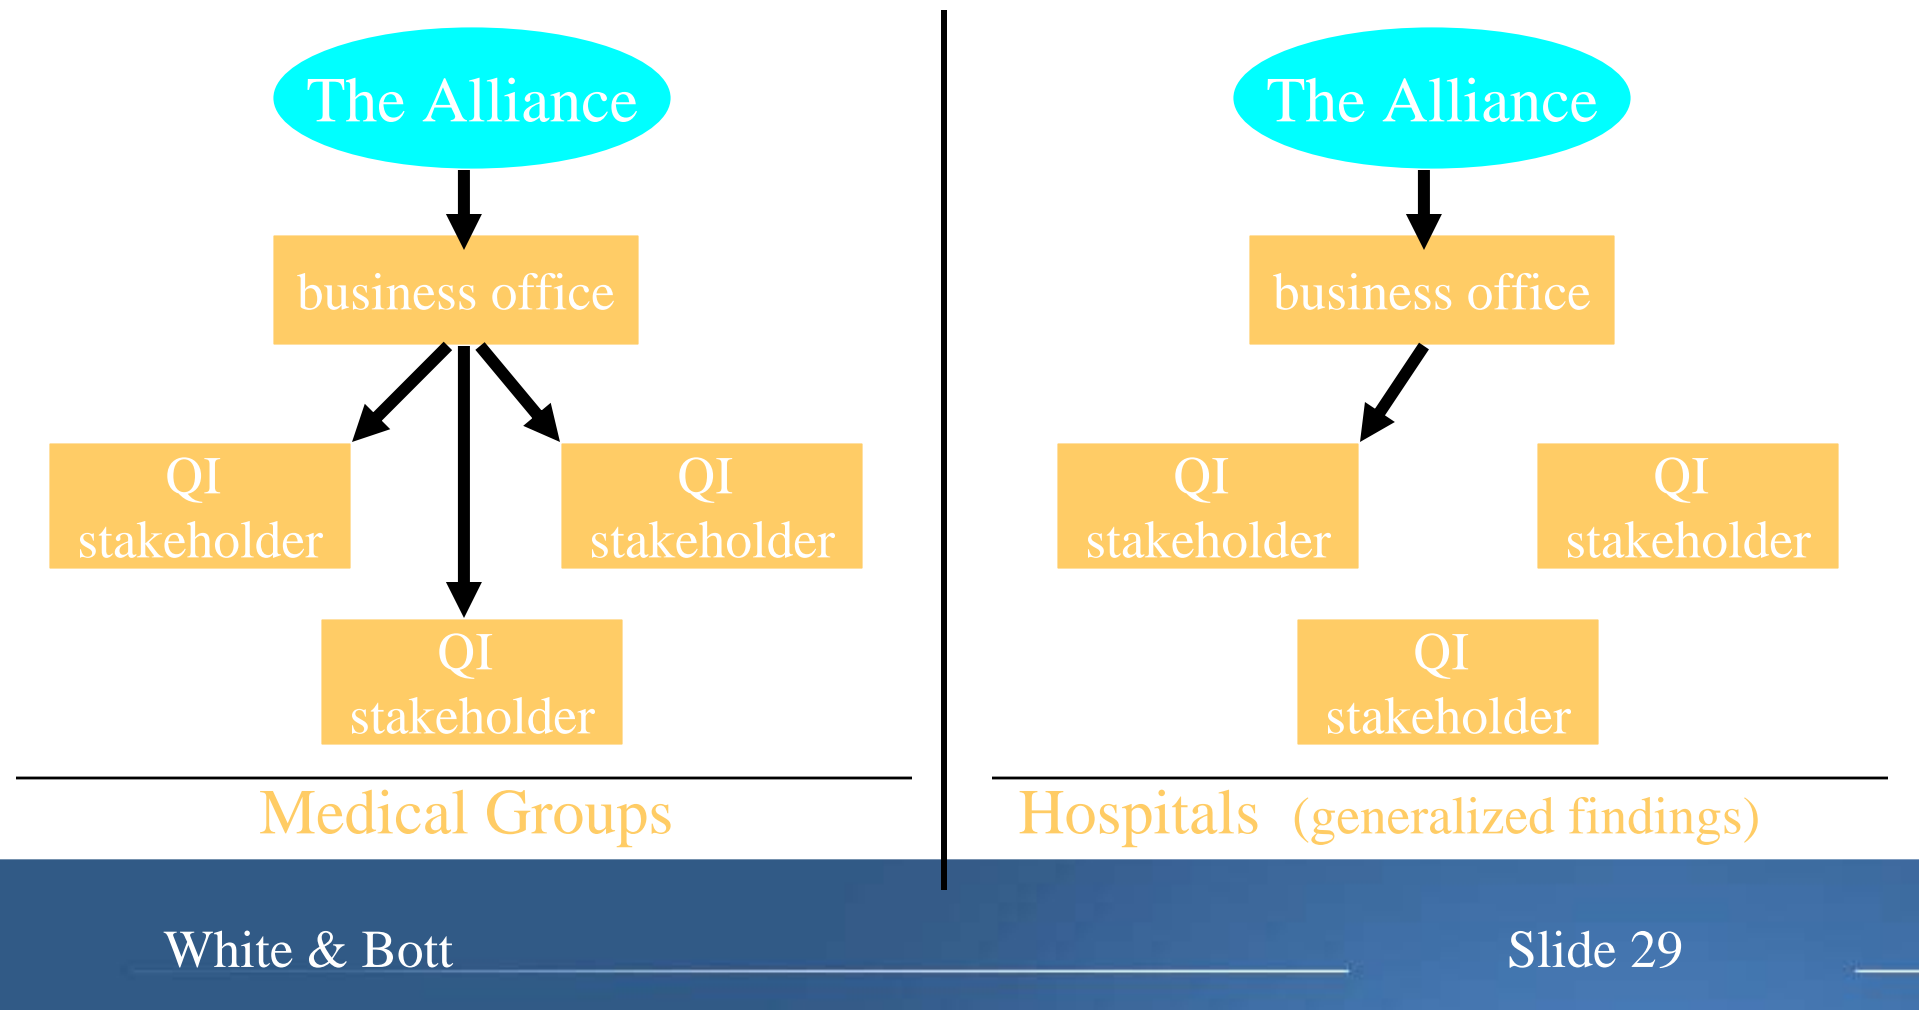 The Alliance
business office
QI
stakeholder
QI
stakeholder
QI
stakeholder
Medical Groups
The Alliance
business office
QI
stakeholder
QI
stakeholder
QI
stakeholder
Hospitals (generalized findings)
White & Bott
Slide 29